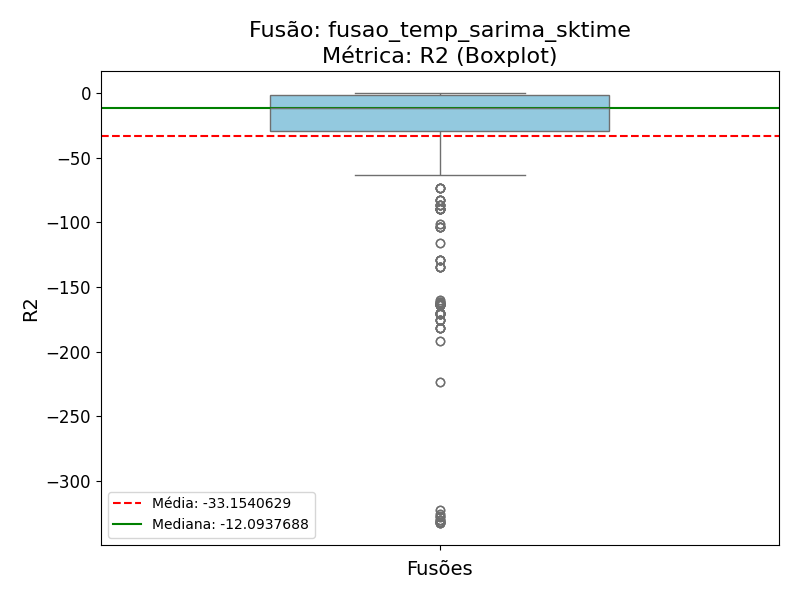 Fusão: fusao_temp_sarima_sktime
Métrica: R2 (Boxplot)
0
−50
−100
−150
−200
−250
−300
R2
Média: -33.1540629
Mediana: -12.0937688
Fusões